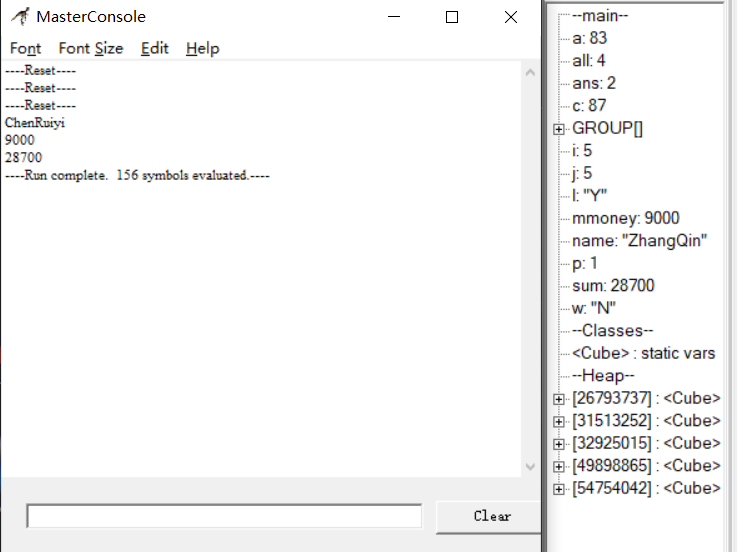 MasterConsole
Font Font Size Edit Help
----Reset----
----Reset----
----Reset----
ChenRuiyi
9000
28700
----Run complete. 156 symbols evaluated.----
Clear
--main--
a: 83
all: 4
ans: 2
c: 87
GROUP[]
i: 5
j: 5
l: "Y"
mmoney: 9000
name: "ZhangQin"
p: 1
sum: 28700
w: "N"
--Classes--
<Cube> : static vars
--Heap--
[26793737] : <Cube>
[31513252] : <Cube>
[32925015] : <Cube>
[49898865] : <Cube>
[54754042] : <Cube>